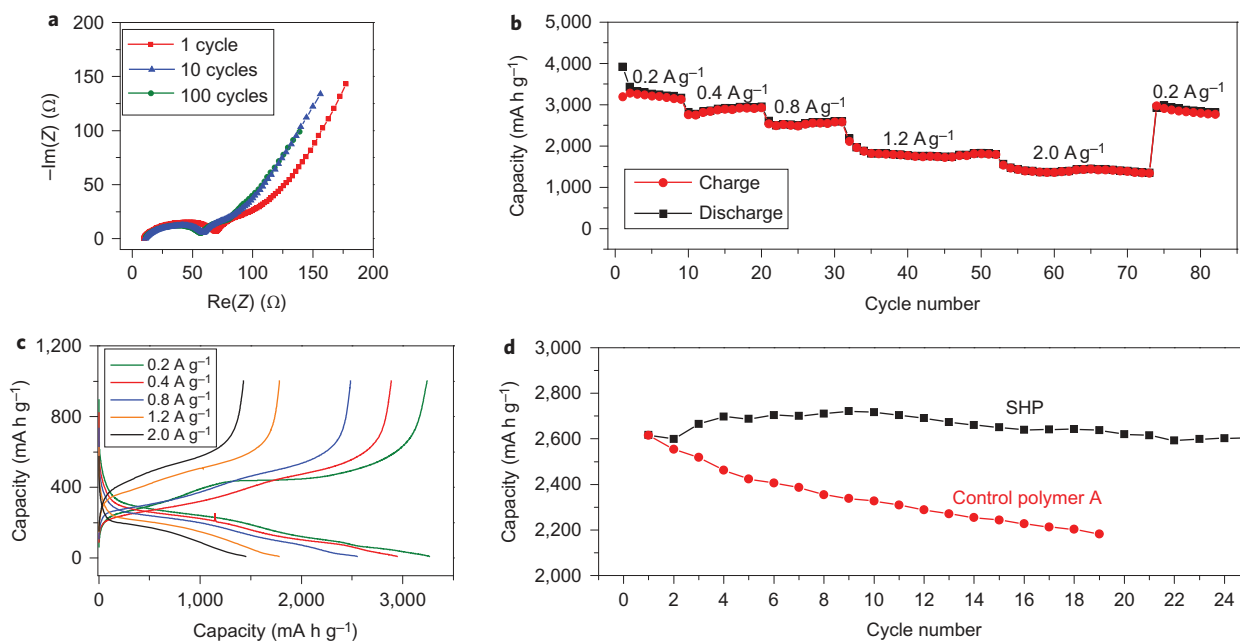 a
200
150
100
50
0
–Im(Z) (Ω)
1 cycle
10 cycles
100 cycles
0 50 100 150 200
Re(Z) (Ω)
b
5,000
4,000
3,000
2,000
1,000
0
Capacity (mA h g⁻¹)
0.2 A g⁻¹
0.4 A g⁻¹
0.8 A g⁻¹
1.2 A g⁻¹
2.0 A g⁻¹
0.2 A g⁻¹
Charge
Discharge
0 10 20 30 40 50 60 70 80
Cycle number
c
1,200
800
400
0
Capacity (mA h g⁻¹)
0.2 A g⁻¹
0.4 A g⁻¹
0.8 A g⁻¹
1.2 A g⁻¹
2.0 A g⁻¹
0 1,000 2,000 3,000
Capacity (mA h g⁻¹)
d
3,000
2,800
2,600
2,400
2,200
2,000
Capacity (mA h g⁻¹)
SHP
Control polymer A
0 2 4 6 8 10 12 14 16 18 20 22 24
Cycle number